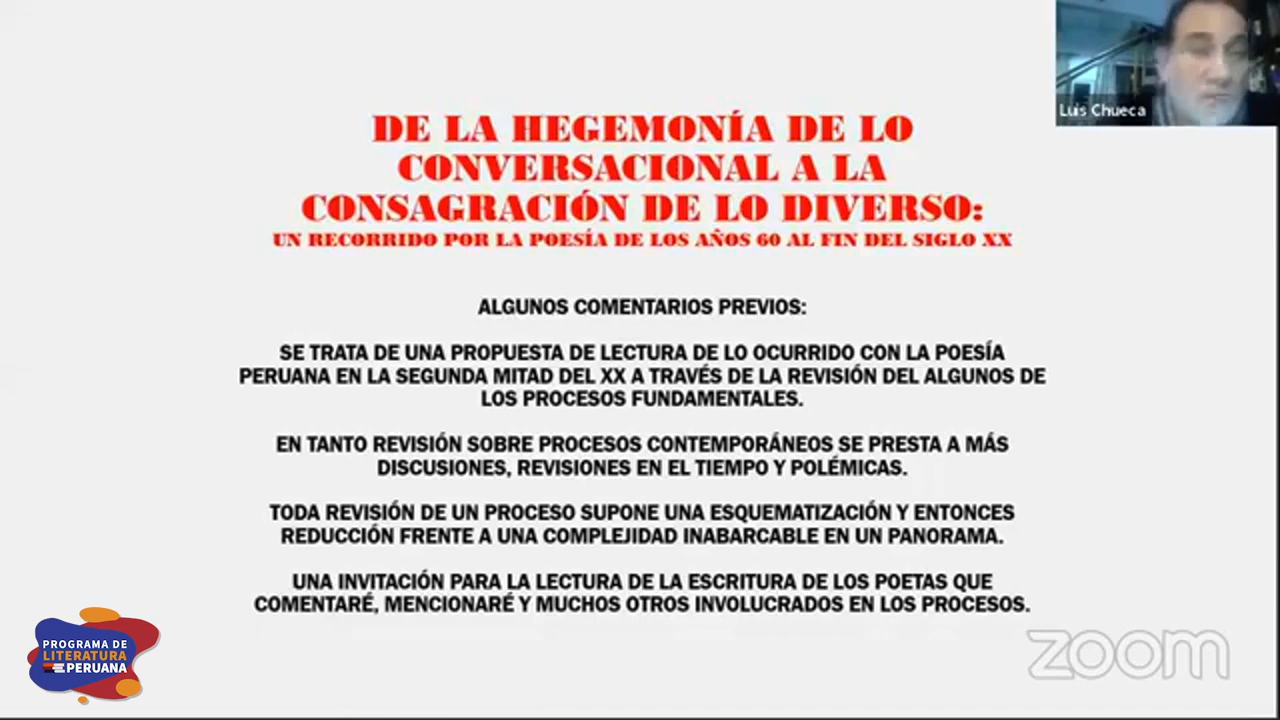 Luis Chueca
DE LA HEGEMONÍA DE LO
CONVERSACIONAL A LA
CONSAGRACIÓN DE LO DIVERSO:
UN RECORRIDO POR LA POESÍA DE LOS AÑOS 60 AL FIN DEL SIGLO XX
ALGUNOS COMENTARIOS PREVIOS:
SE TRATA DE UNA PROPUESTA DE LECTURA DE LO OCURRIDO CON LA POESÍA
PERUANA EN LA SEGUNDA MITAD DEL XX A TRAVÉS DE LA REVISIÓN DEL ALGUNOS DE
LOS PROCESOS FUNDAMENTALES.
EN TANTO REVISIÓN SOBRE PROCESOS CONTEMPORÁNEOS SE PRESTA A MÁS
DISCUSIONES, REVISIONES EN EL TIEMPO Y POLÉMICAS.
TODA REVISIÓN DE UN PROCESO SUPONE UNA ESQUEMATIZACIÓN Y ENTONCES
REDUCCIÓN FRENTE A UNA COMPLEJIDAD INABARCABLE EN UN PANORAMA.
UNA INVITACIÓN PARA LA LECTURA DE LA ESCRITURA DE LOS POETAS QUE
COMENTARÉ, MENCIONARÉ Y MUCHOS OTROS INVOLUCRADOS EN LOS PROCESOS.
PROGRAMA DE
LITERATURA
PERUANA
zoom